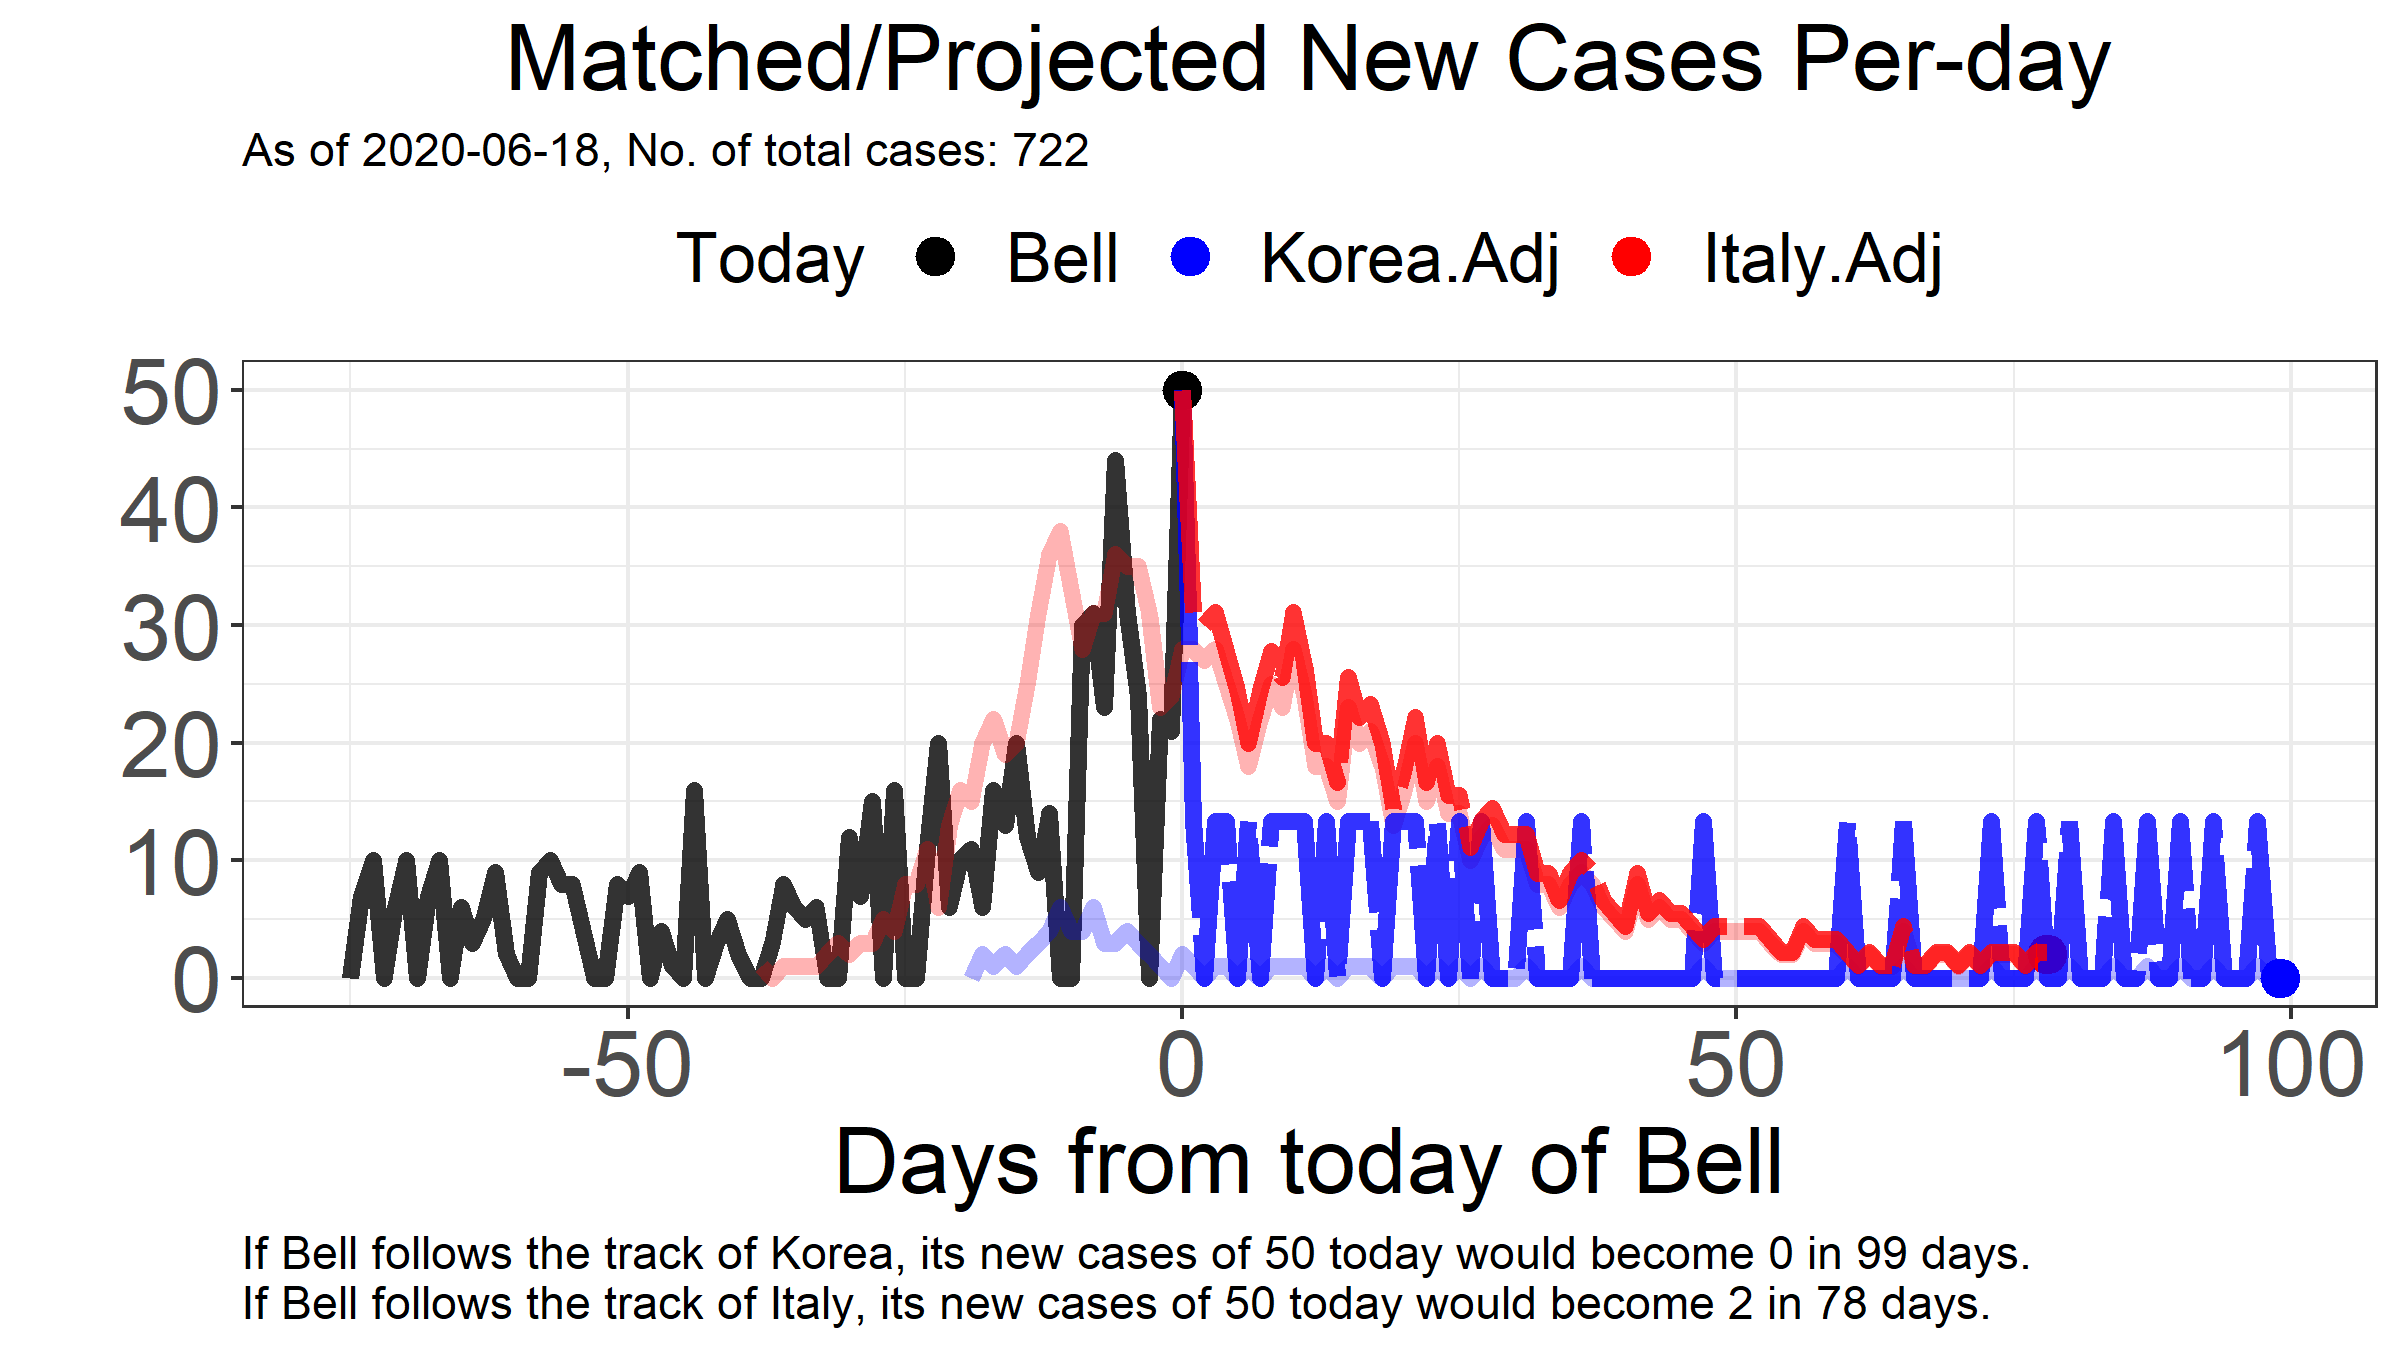 Matched/Projected New Cases Per-day
As of 2020-06-18, No. of total cases: 722
Today Bell Korea.Adj Italy.Adj
50
40
30
20
10
0
-50 0 50 100
Days from today of Bell
If Bell follows the track of Korea, its new cases of 50 today would become 0 in 99 days.
If Bell follows the track of Italy, its new cases of 50 today would become 2 in 78 days.